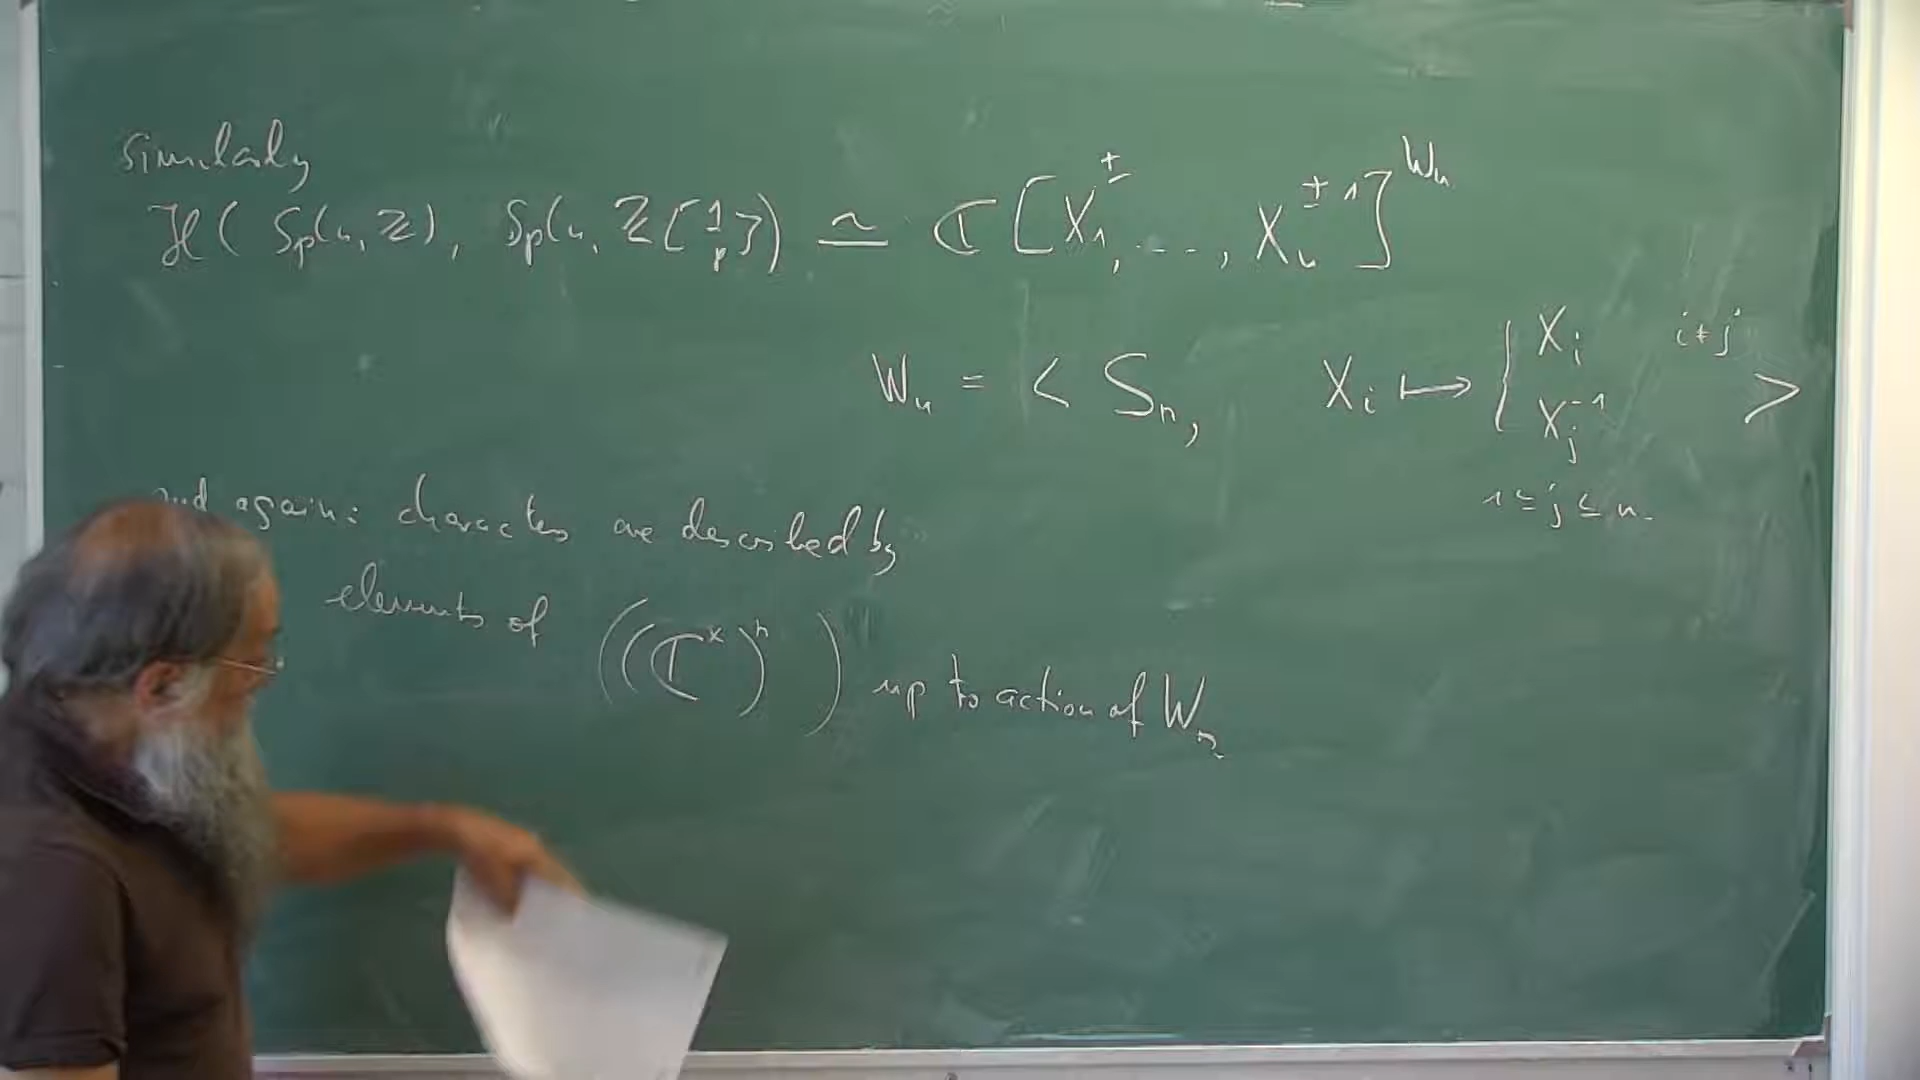 Similarly
ℋ( Sp(n, ℤ), Sp(n, ℤ[1/p]) ≃ ℂ[X₁^±, ..., Xₙ^{±1}]^{Wₙ}
Wₙ = < Sₙ, Xᵢ ↦ { Xᵢ i≠j
Xⱼ⁻¹ >
1≤j≤n.
and again: characters are described by
elements of ((ℂ^×)^n) up to action of Wₙ